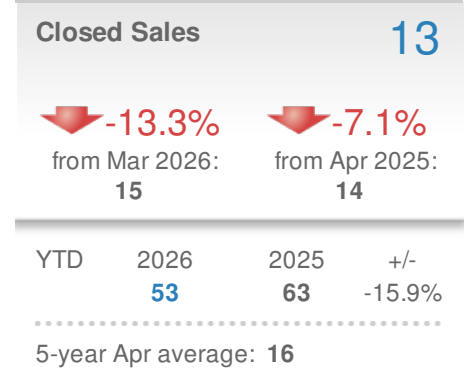 Closed Sales 13
-13.3% -7.1%
from Mar 2026: from Apr 2025:
15 14
YTD 2026 2025 +/-
53 63 -15.9%
5-year Apr average: 16